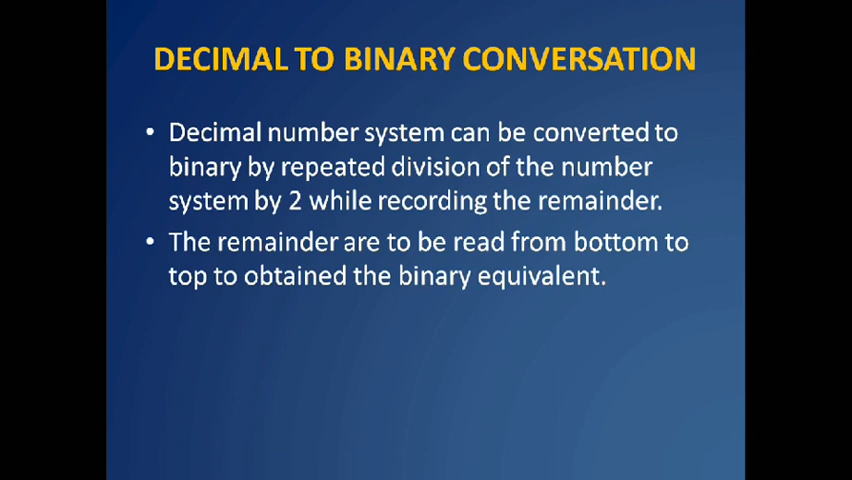 DECIMAL TO BINARY CONVERSATION
• Decimal number system can be converted to
binary by repeated division of the number
system by 2 while recording the remainder.
• The remainder are to be read from bottom to
top to obtained the binary equivalent.